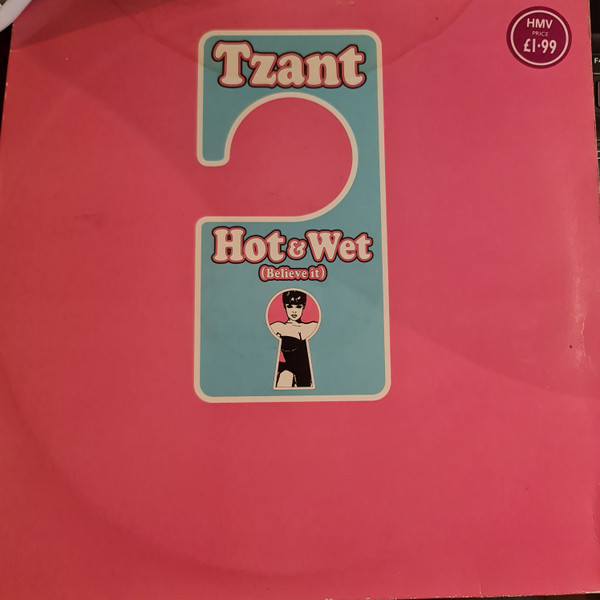 Tzant
HMV
PRICE
£1·99
Hot & Wet
(Believe it)